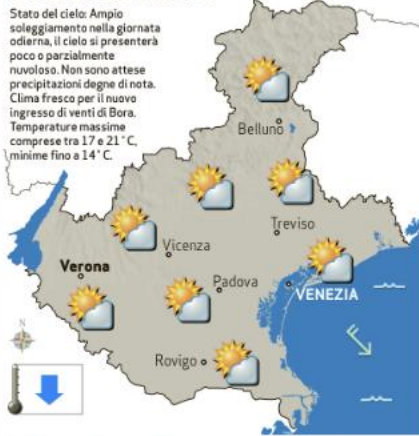 Stato del cielo: Ampio
soleggiamento nella giornata
odierna, il cielo si presenterà
poco o parzialmente
nuvoloso. Non sono attese
precipitazioni degne di nota.
Clima fresco per il nuovo
ingresso di venti di Bora.
Temperature massime
comprese tra 17 e 21°C,
minime fino a 14°C.
Belluno
Treviso
Vicenza
Verona
Padova
VENEZIA
N
Rovigo